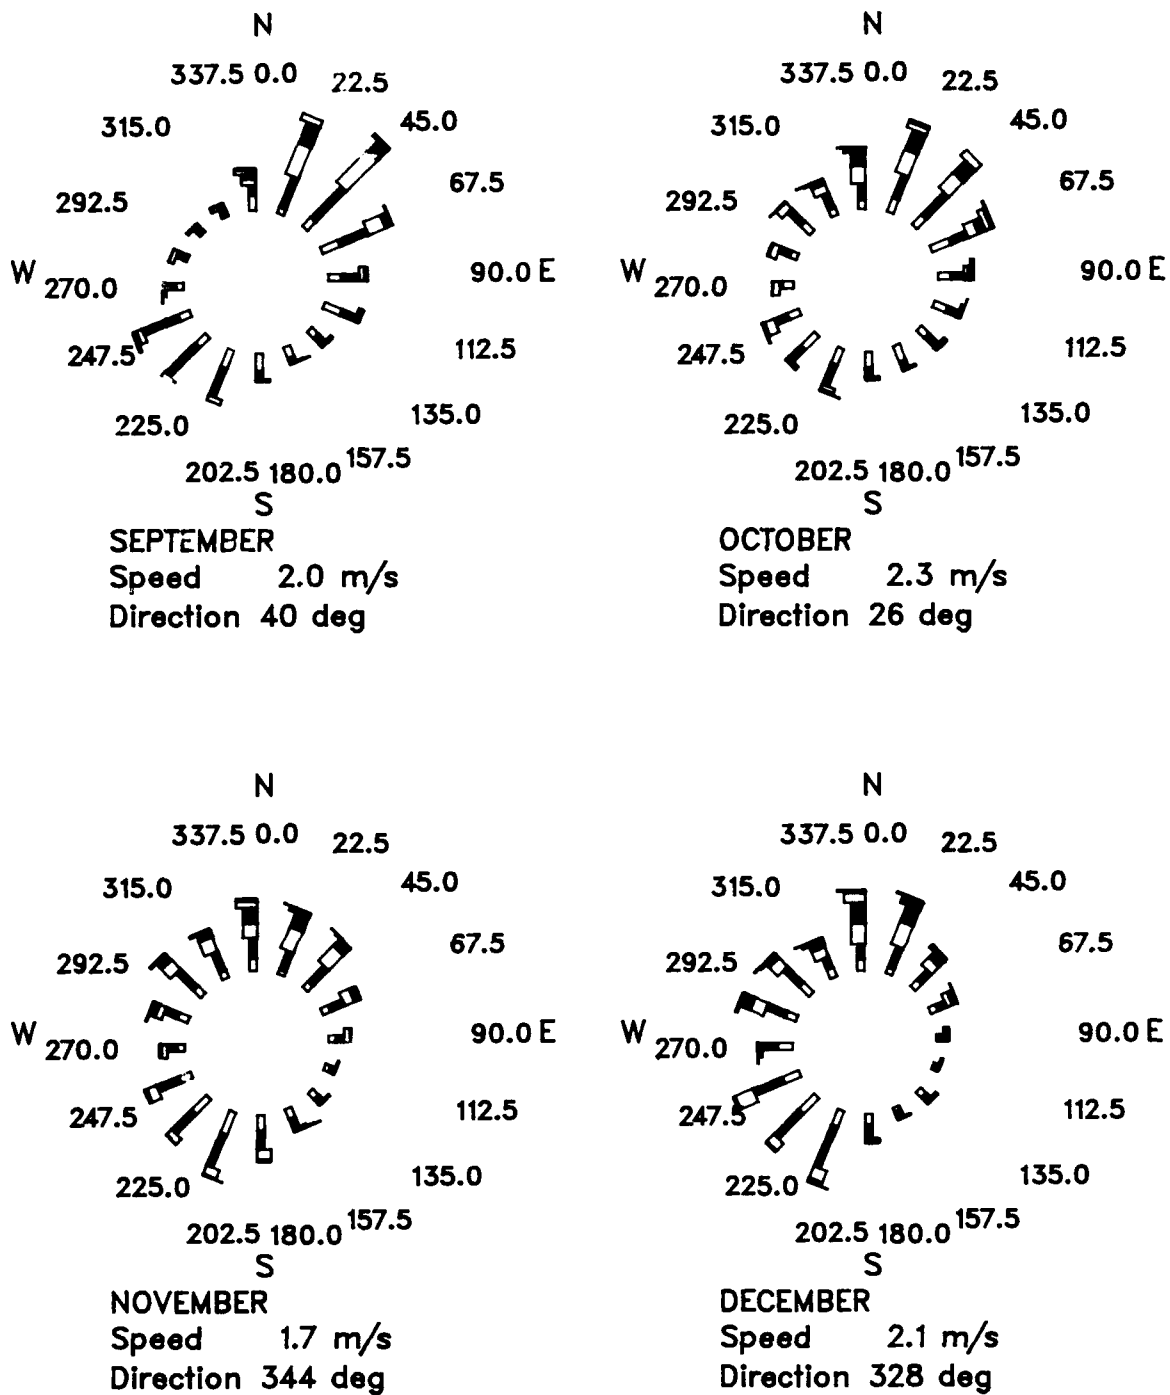 N
337.5 0.0 22.5
315.0 45.0
292.5 67.5
W 270.0 90.0 E
247.5 112.5
225.0 135.0
202.5 180.0 157.5
S
SEPTEMBER
Speed 2.0 m/s
Direction 40 deg
N
337.5 0.0 22.5
315.0 45.0
292.5 67.5
W 270.0 90.0 E
247.5 112.5
225.0 135.0
202.5 180.0 157.5
S
OCTOBER
Speed 2.3 m/s
Direction 26 deg
N
337.5 0.0 22.5
315.0 45.0
292.5 67.5
W 270.0 90.0 E
247.5 112.5
225.0 135.0
202.5 180.0 157.5
S
NOVEMBER
Speed 1.7 m/s
Direction 344 deg
N
337.5 0.0 22.5
315.0 45.0
292.5 67.5
W 270.0 90.0 E
247.5 112.5
225.0 135.0
202.5 180.0 157.5
S
DECEMBER
Speed 2.1 m/s
Direction 328 deg